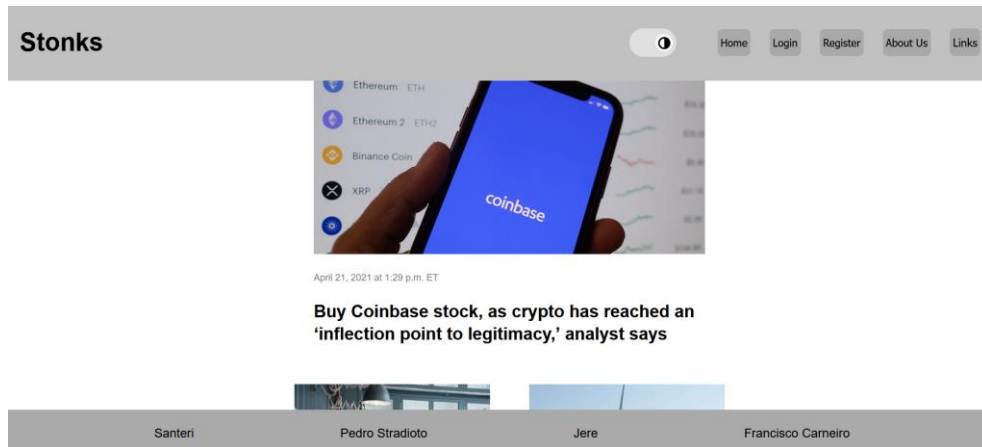 Stonks
Home Login Register About Us Links
Ethereum ETH
Ethereum 2 ETH2
Binance Coin
XRP
coinbase
April 21, 2021 at 1:29 p.m. ET
Buy Coinbase stock, as crypto has reached an
‘inflection point to legitimacy,’ analyst says
Santeri Pedro Stradioto Jere Francisco Carneiro